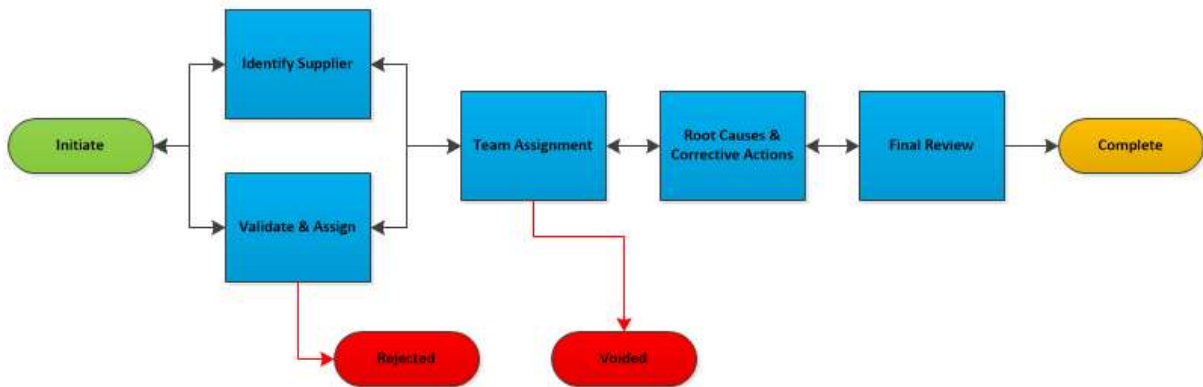 Identify Supplier
Initiate
Team Assignment
Root Causes &
Corrective Actions
Final Review
Complete
Validate & Assign
Rejected
Voided